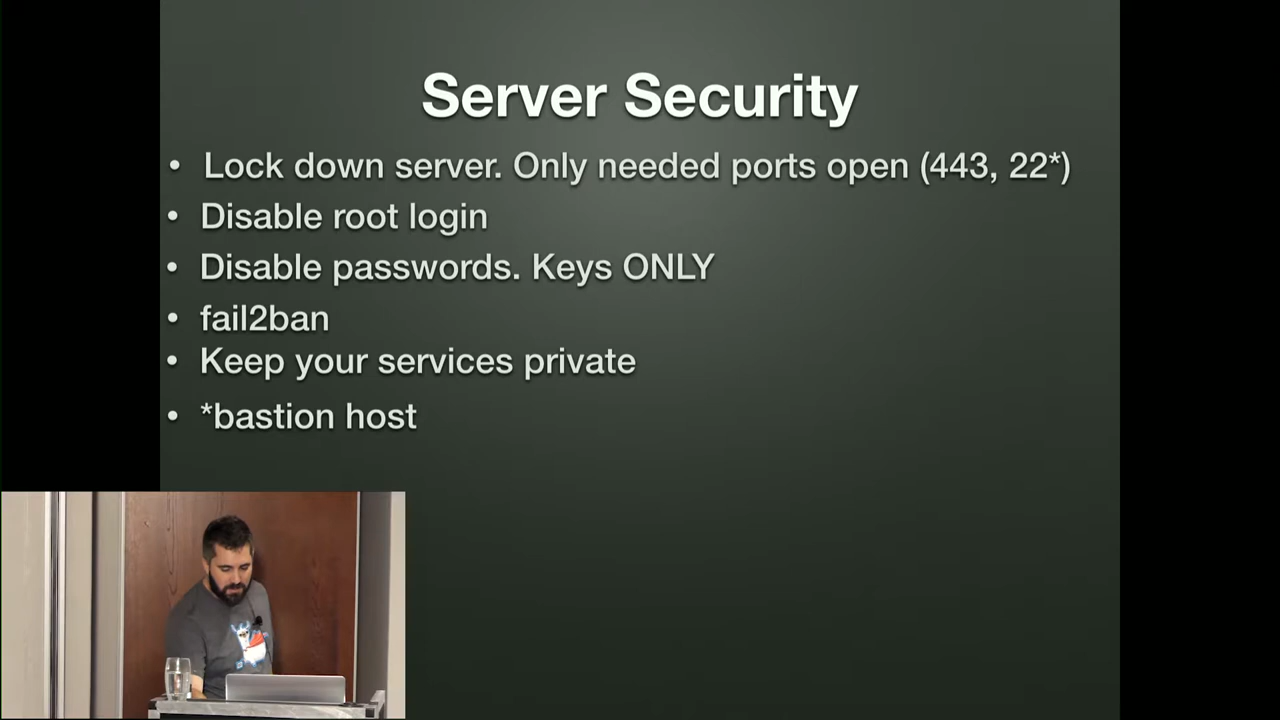 Server Security
• Lock down server. Only needed ports open (443, 22*)
• Disable root login
• Disable passwords. Keys ONLY
• fail2ban
• Keep your services private
• *bastion host